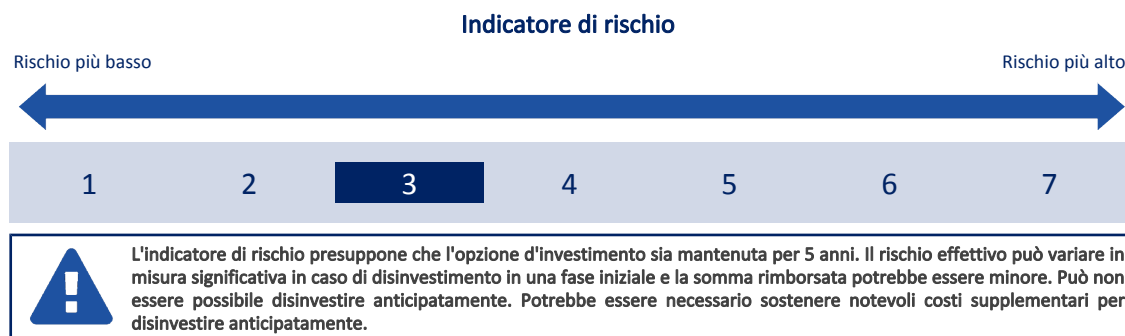 Indicatore di rischio
Rischio più basso
Rischio più alto
1 2 3 4 5 6 7
L'indicatore di rischio presuppone che l'opzione d'investimento sia mantenuta per 5 anni. Il rischio effettivo può variare in
misura significativa in caso di disinvestimento in una fase iniziale e la somma rimborsata potrebbe essere minore. Può non
essere possibile disinvestire anticipatamente. Potrebbe essere necessario sostenere notevoli costi supplementari per
disinvestire anticipatamente.